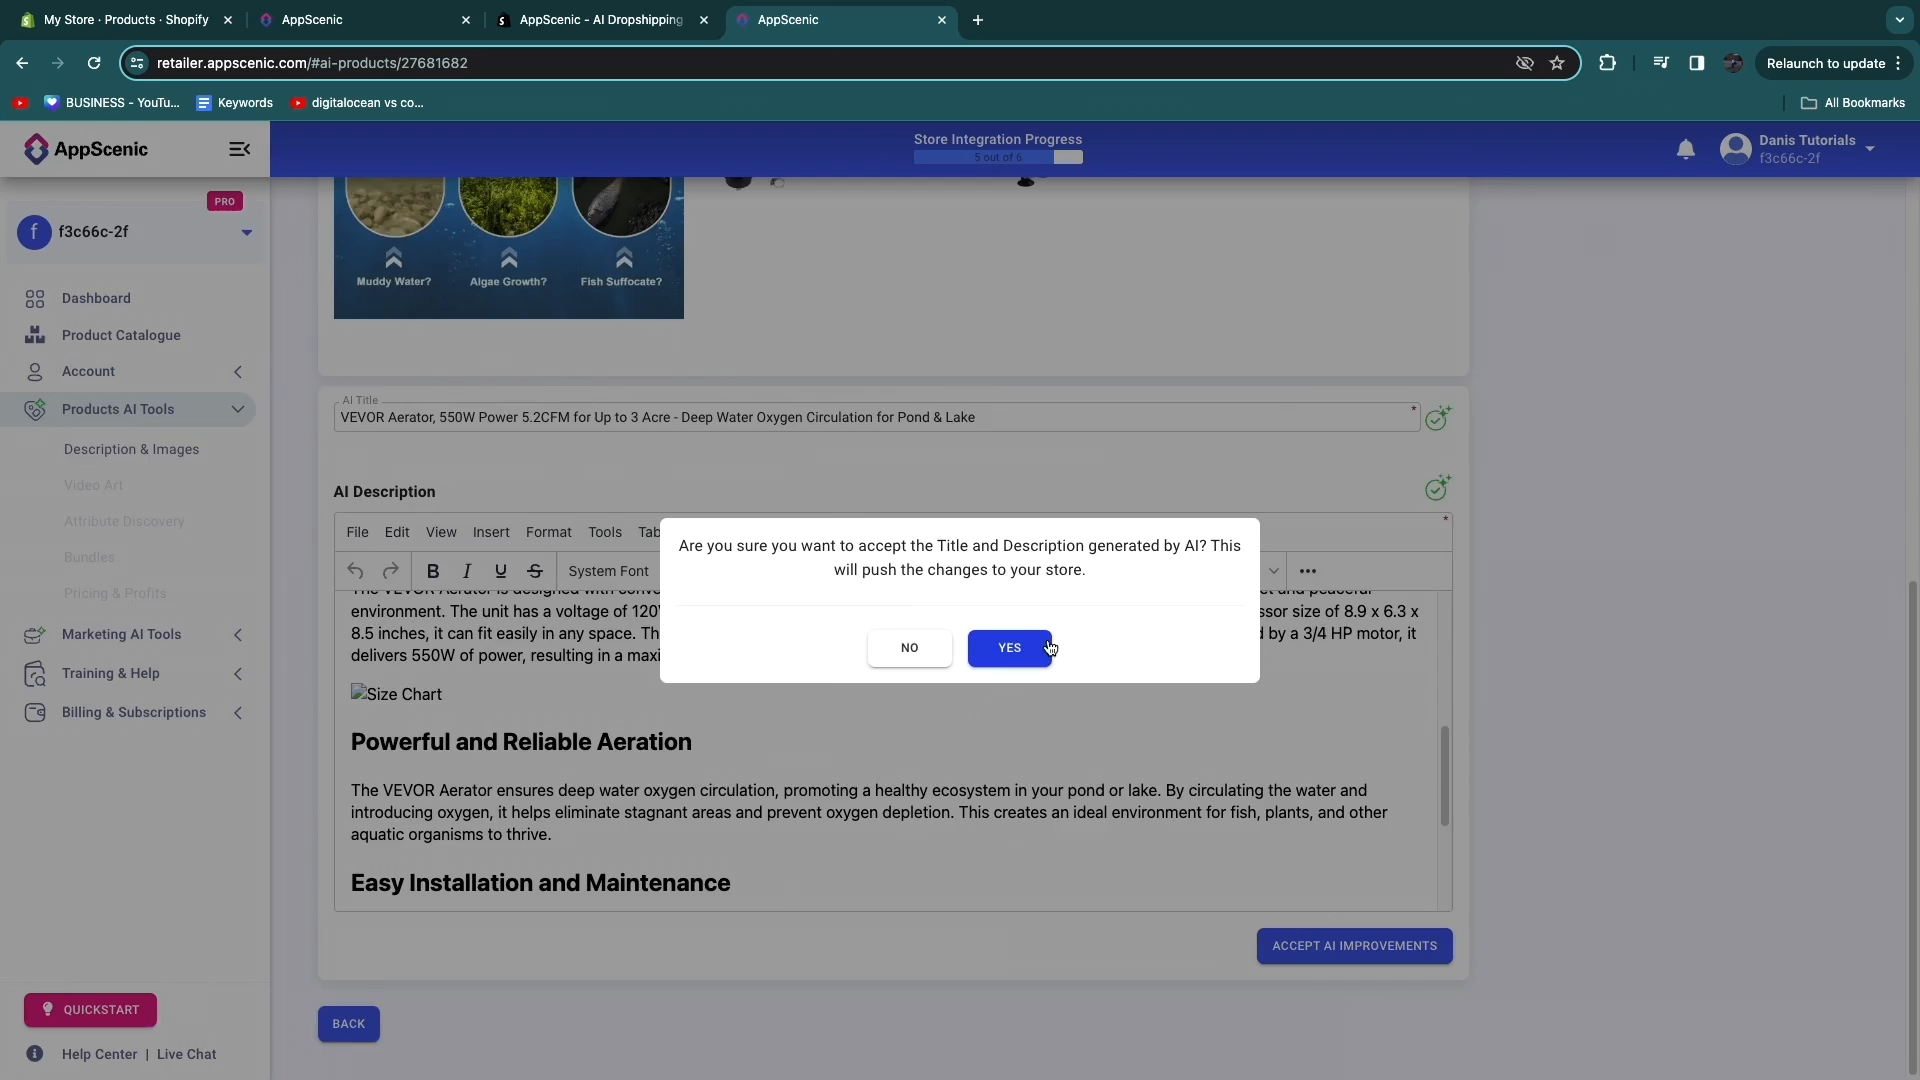 My Store · Products · Shopify
AppScenic
AppScenic - AI Dropshipping
AppScenic
retailer.appscenic.com/#ai-products/27681682
Relaunch to update
BUSINESS - YouTu...
Keywords
digitalocean vs co...
All Bookmarks
AppScenic
Store Integration Progress
5 out of 6
Danis Tutorials
f3c66c-2f
PRO
f
f3c66c-2f
Dashboard
Product Catalogue
Account
Products AI Tools
Description & Images
Video Art
Attribute Discovery
Bundles
Pricing & Profits
Marketing AI Tools
Training & Help
Billing & Subscriptions
QUICKSTART
Help Center | Live Chat
Muddy Water?
Algae Growth?
Fish Suffocate?
AI Title
VEVOR Aerator, 550W Power 5.2CFM for Up to 3 Acre - Deep Water Oxygen Circulation for Pond & Lake
*
AI Description
File Edit View Insert Format Tools Tab
*
B I U S System Font
environment. The unit has a voltage of 120 ssor size of 8.9 x 6.3 x
8.5 inches, it can fit easily in any space. Th d by a 3/4 HP motor, it
delivers 550W of power, resulting in a maxi
Size Chart
Powerful and Reliable Aeration
The VEVOR Aerator ensures deep water oxygen circulation, promoting a healthy ecosystem in your pond or lake. By circulating the water and
introducing oxygen, it helps eliminate stagnant areas and prevent oxygen depletion. This creates an ideal environment for fish, plants, and other
aquatic organisms to thrive.
Easy Installation and Maintenance
ACCEPT AI IMPROVEMENTS
BACK
Are you sure you want to accept the Title and Description generated by AI? This
will push the changes to your store.
NO
YES